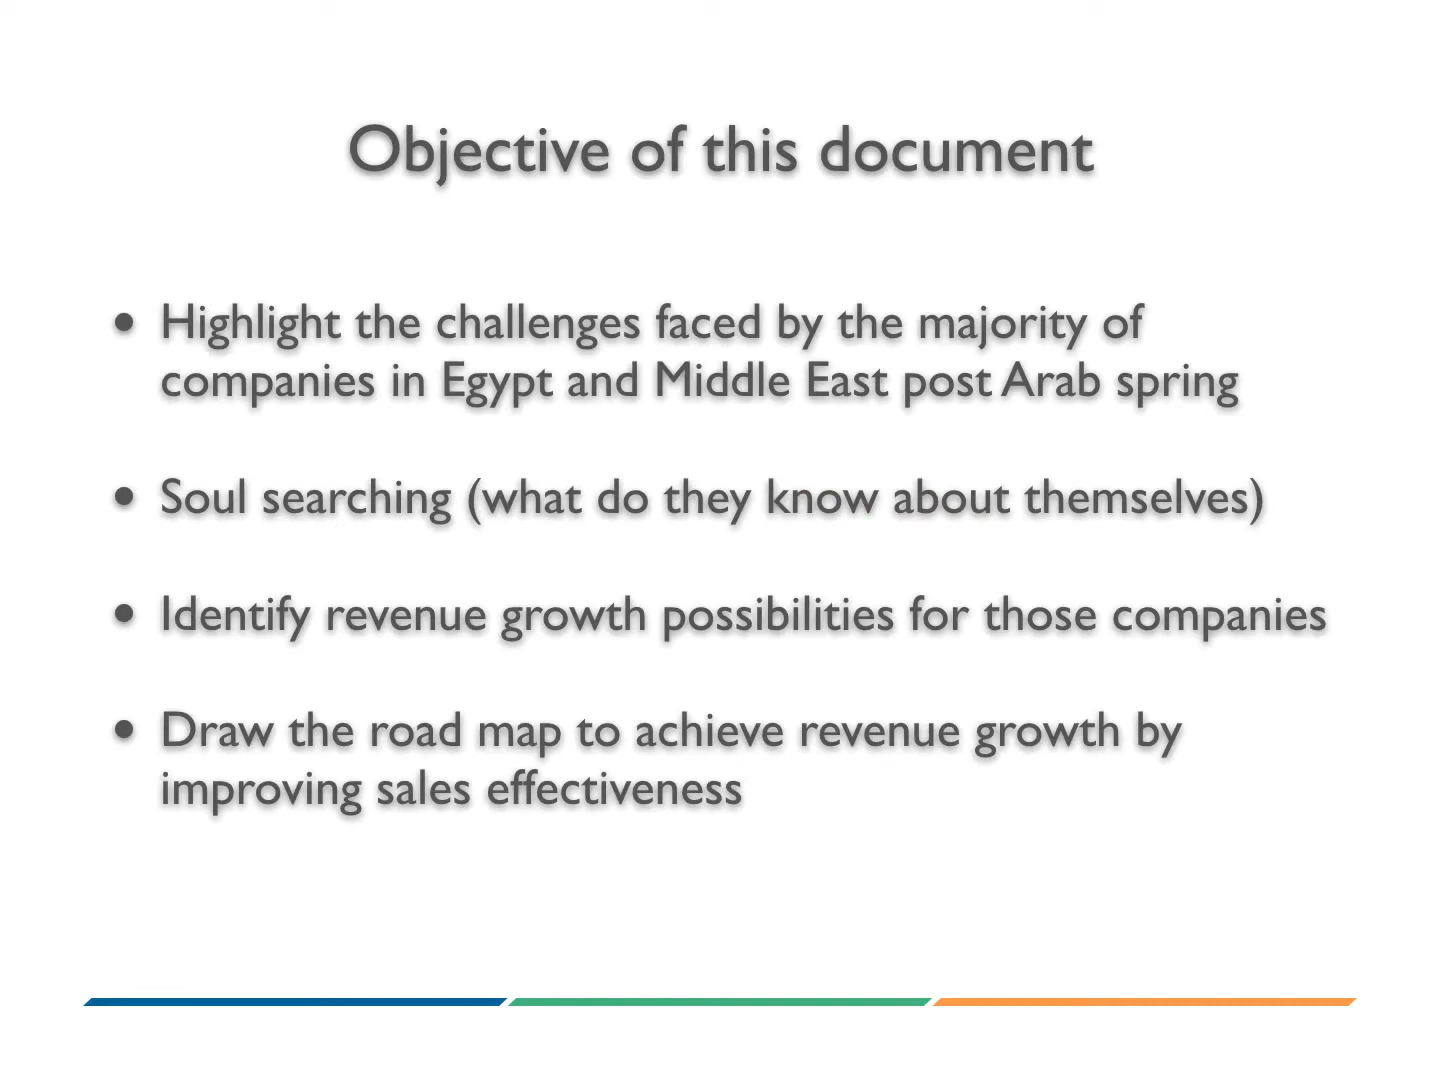 Objective of this document
• Highlight the challenges faced by the majority of
companies in Egypt and Middle East post Arab spring
• Soul searching (what do they know about themselves)
• Identify revenue growth possibilities for those companies
• Draw the road map to achieve revenue growth by
improving sales effectiveness